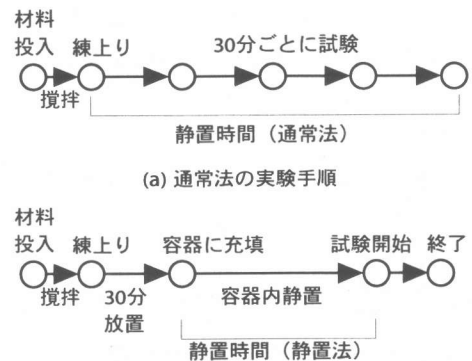 材料
投入 練上り 30分ごとに試験
撹拌
静置時間（通常法）
(a) 通常法の実験手順
材料
投入 練上り 容器に充填 試験開始 終了
撹拌 30分 容器内静置
放置
静置時間（静置法）